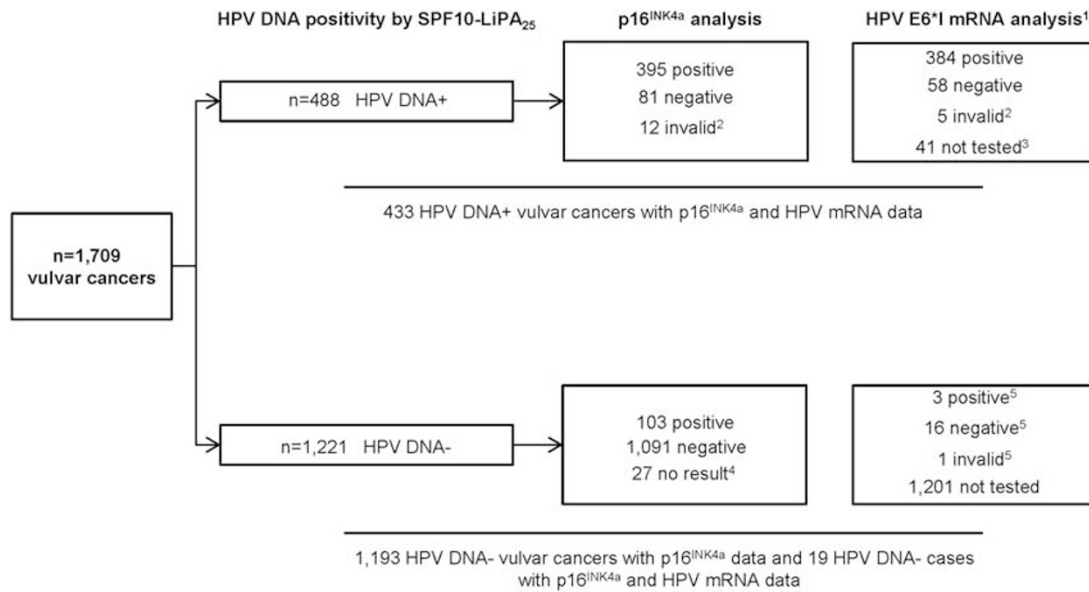 HPV DNA positivity by SPF10-LiPA₂₅
p16ᴵᴺᴷ⁴ᵃ analysis
HPV E6*I mRNA analysis¹
n=488 HPV DNA+
395 positive
81 negative
12 invalid²
384 positive
58 negative
5 invalid²
41 not tested³
433 HPV DNA+ vulvar cancers with p16ᴵᴺᴷ⁴ᵃ and HPV mRNA data
n=1,709
vulvar cancers
n=1,221 HPV DNA-
103 positive
1,091 negative
27 no result⁴
3 positive⁵
16 negative⁵
1 invalid⁵
1,201 not tested
1,193 HPV DNA- vulvar cancers with p16ᴵᴺᴷ⁴ᵃ data and 19 HPV DNA- cases
with p16ᴵᴺᴷ⁴ᵃ and HPV mRNA data